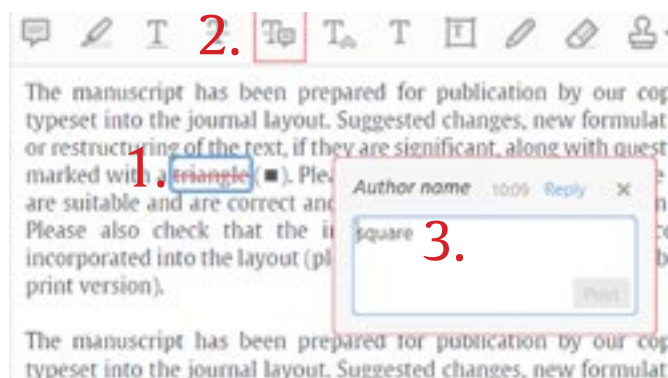 2.
The manuscript has been prepared for publication by our cop
typeset into the journal layout. Suggested changes, new formulat
or restructuring of the text, if they are significant, along with quest
1.
marked with a triangle (■). Plea
Author name 10:09 Reply ×
are suitable and are correct and
Please also check that the i
square
3.
incorporated into the layout (pl
print version).
Post
The manuscript has been prepared for publication by our cop
typeset into the journal layout. Suggested changes, new formulat